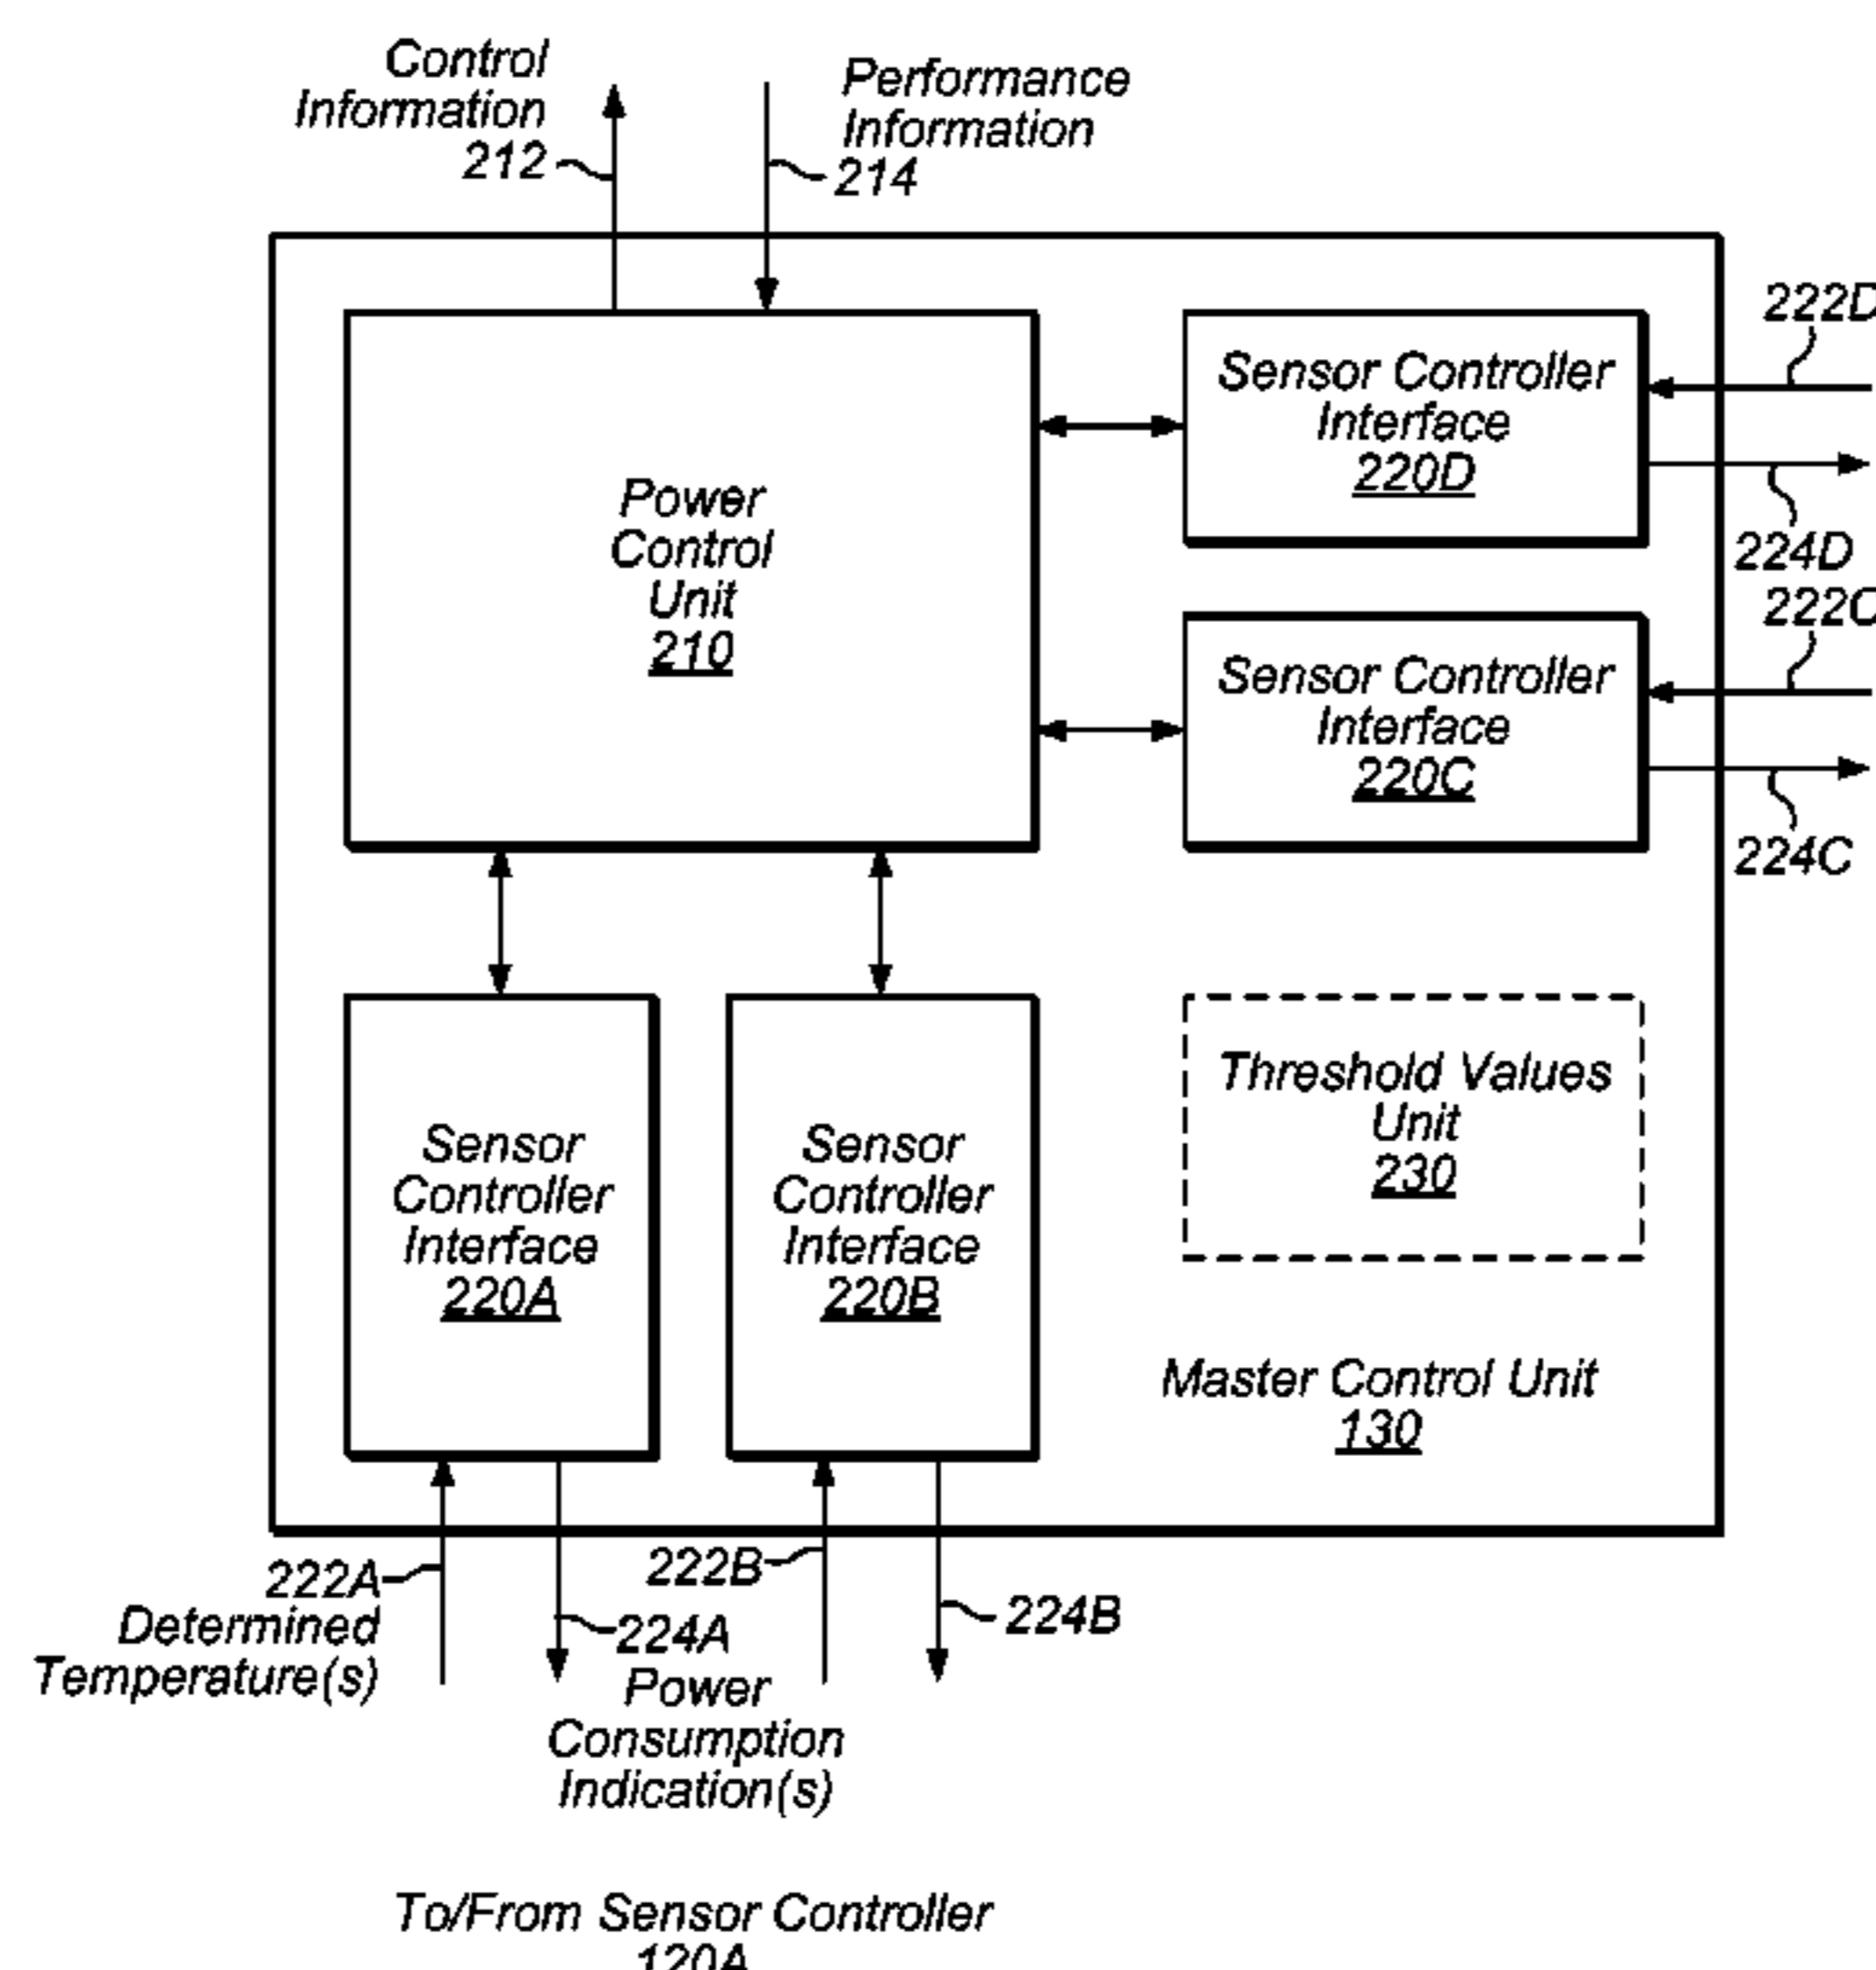 Control
Information
212
Performance
Information
214
Power
Control
Unit
210
Sensor Controller
Interface
220D
222D
224D
Sensor Controller
Interface
220C
222C
224C
Sensor
Controller
Interface
220A
Sensor
Controller
Interface
220B
Threshold Values
Unit
230
Master Control Unit
130
222A
Determined
Temperature(s)
224A
Power
Consumption
Indication(s)
222B
224B
To/From Sensor Controller
120A